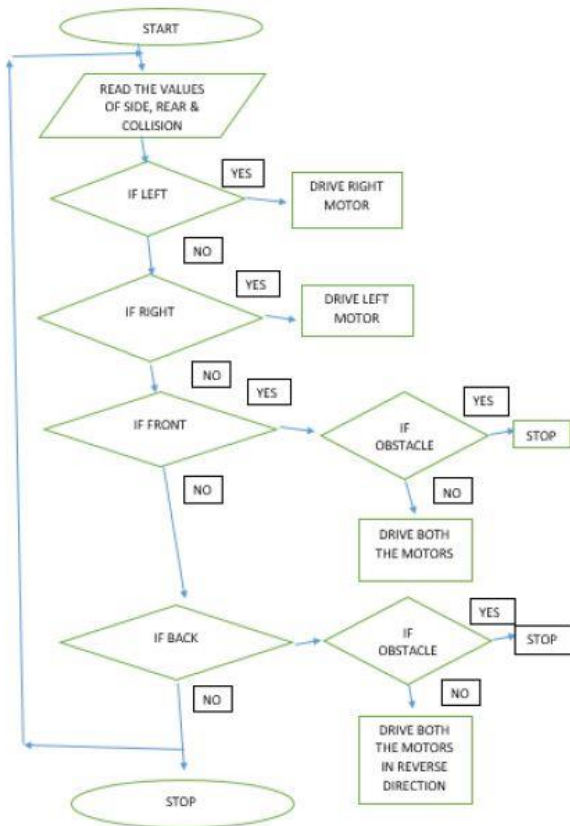 START
READ THE VALUES
OF SIDE, REAR &
COLLISION
YES
IF LEFT
DRIVE RIGHT
MOTOR
NO
YES
IF RIGHT
DRIVE LEFT
MOTOR
NO
YES
IF FRONT
YES
IF
OBSTACLE
STOP
NO
NO
DRIVE BOTH
THE MOTORS
IF BACK
YES
IF
OBSTACLE
STOP
NO
NO
DRIVE BOTH
THE MOTORS
IN REVERSE
DIRECTION
STOP